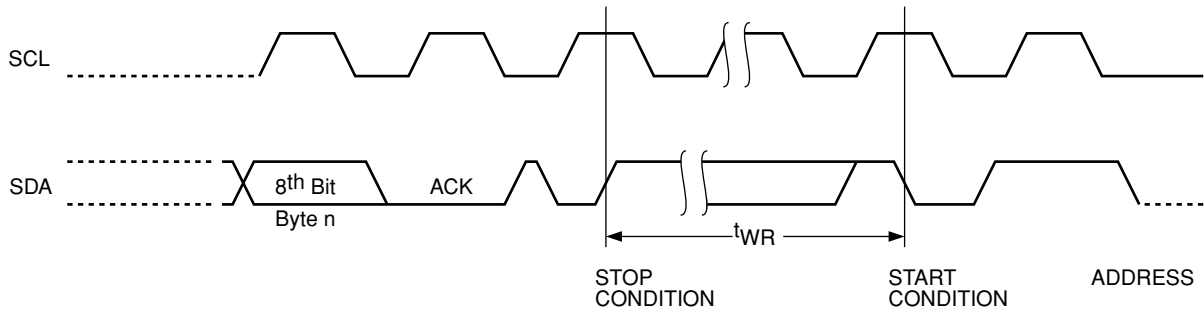 SCL
SDA
8th Bit
Byte n
ACK
tWR
STOP
CONDITION
START
CONDITION
ADDRESS